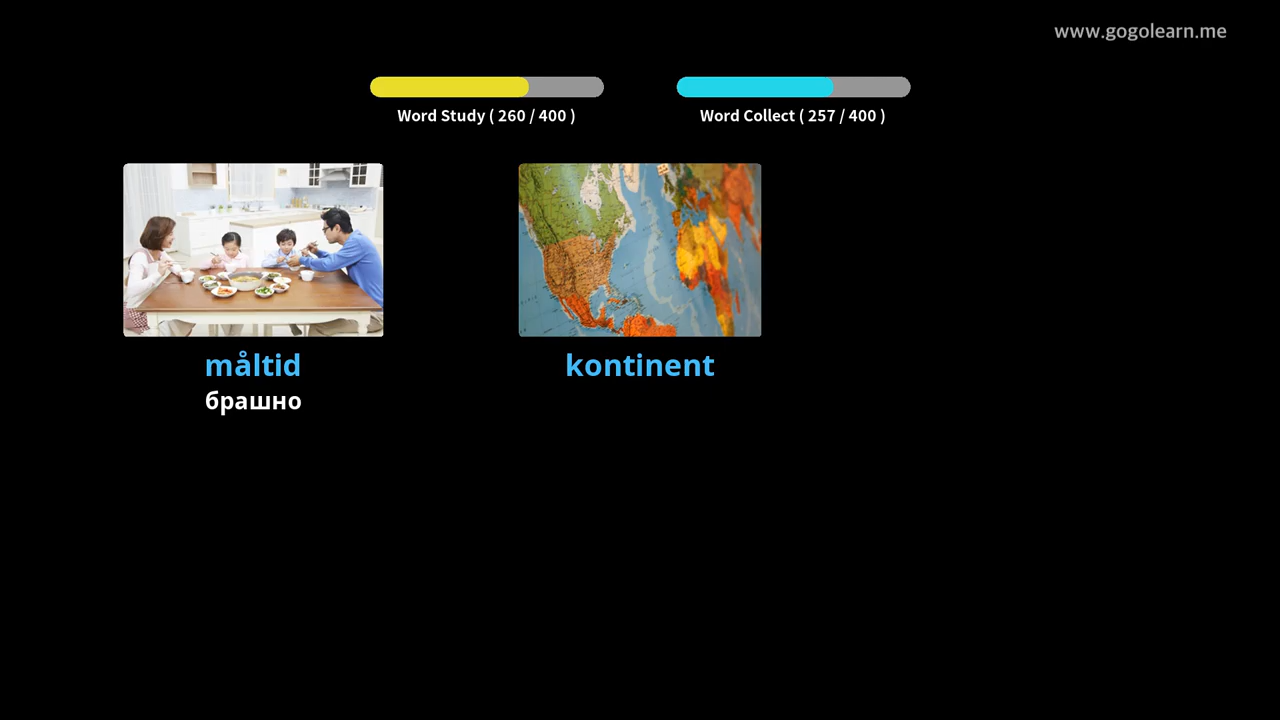 www.gogolearn.me
Word Study ( 260 / 400 )
Word Collect ( 257 / 400 )
måltid
брашно
kontinent